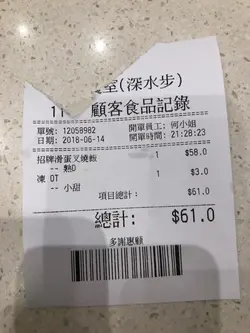 室(深水步)
11 顧客食品記錄
單號: 12058982 開單員工: 何小姐
日期: 2018-06-14 開單時間: 21:28:23
招牌滑蛋叉燒飯 1 $58.0
-- 熱O
凍 OT 1 $3.0
-- 小甜
項目總計: $61.0
總計: $61.0
多謝惠顧